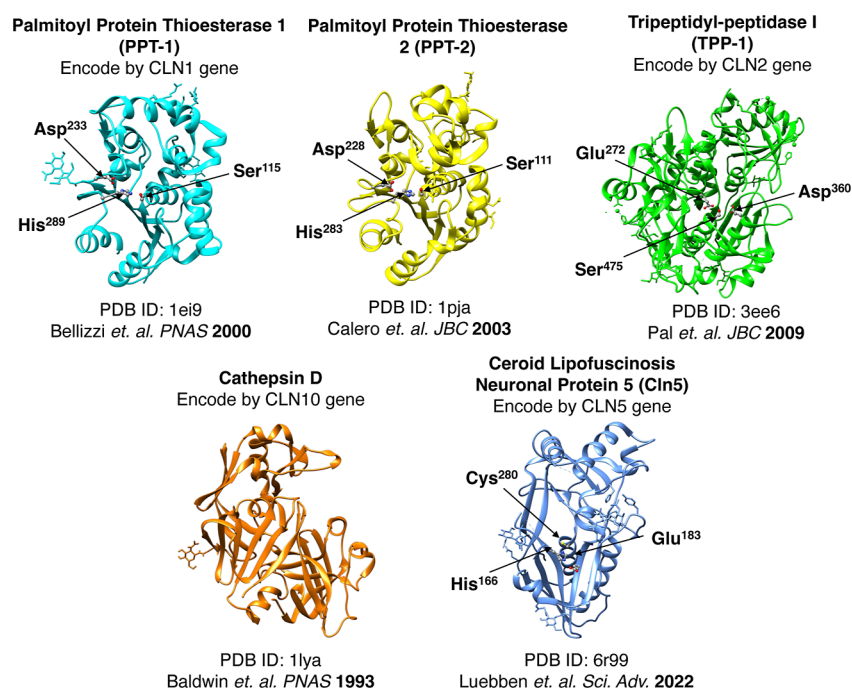 Palmitoyl Protein Thioesterase 1
(PPT-1)
Encode by CLN1 gene
Asp233
His289
Ser115
PDB ID: 1ei9
Bellizzi et. al. PNAS 2000
Palmitoyl Protein Thioesterase
2 (PPT-2)
Asp228
His283
Ser111
PDB ID: 1pja
Calero et. al. JBC 2003
Tripeptidyl-peptidase I
(TPP-1)
Encode by CLN2 gene
Glu272
Asp360
Ser475
PDB ID: 3ee6
Pal et. al. JBC 2009
Cathepsin D
Encode by CLN10 gene
PDB ID: 1lya
Baldwin et. al. PNAS 1993
Ceroid Lipofuscinosis
Neuronal Protein 5 (Cln5)
Encode by CLN5 gene
Cys280
Glu183
His166
PDB ID: 6r99
Luebben et. al. Sci. Adv. 2022